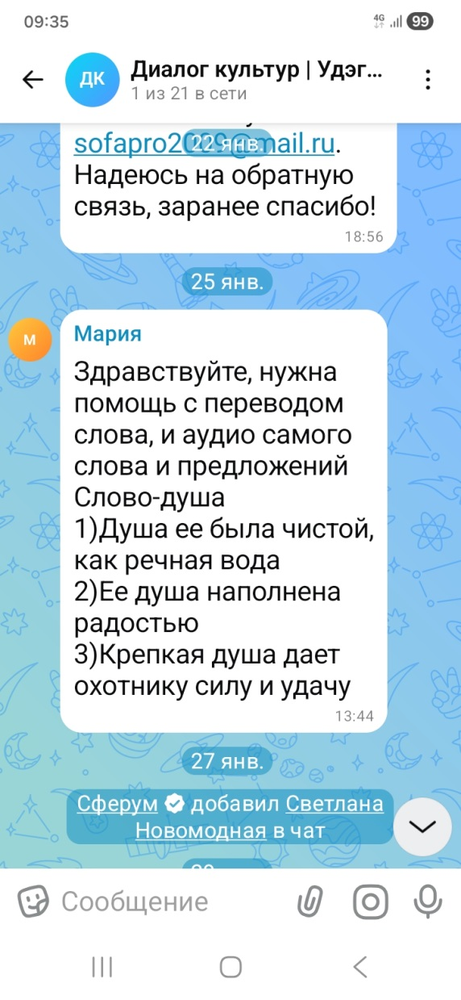 09:35
4G 99
ДК
Диалог культур | Удэг...
1 из 21 в сети
22 янв.
sofapro2029@mail.ru.
Надеюсь на обратную
связь, заранее спасибо!
18:56
25 янв.
М
Мария
Здравствуйте, нужна
помощь с переводом
слова, и аудио самого
слова и предложений
Слово-душа
1)Душа ее была чистой,
как речная вода
2)Ее душа наполнена
радостью
3)Крепкая душа дает
охотнику силу и удачу
13:44
27 янв.
Сферум добавил Светлана
Новомодная в чат
Сообщение